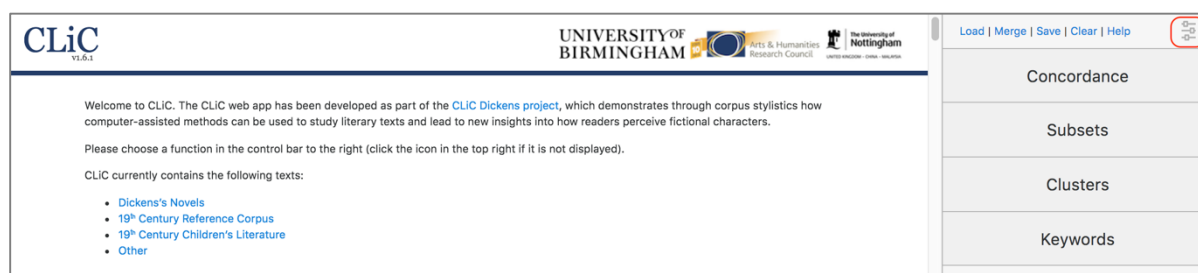 CLiC
v1.6.1
UNIVERSITY OF
BIRMINGHAM
10
Arts & Humanities
Research Council
The University of
Nottingham
UNITED KINGDOM · CHINA · MALAYSIA
Load | Merge | Save | Clear | Help
Welcome to CLiC. The CLiC web app has been developed as part of the CLiC Dickens project, which demonstrates through corpus stylistics how
computer-assisted methods can be used to study literary texts and lead to new insights into how readers perceive fictional characters.
Please choose a function in the control bar to the right (click the icon in the top right if it is not displayed).
CLiC currently contains the following texts:
• Dickens's Novels
• 19th Century Reference Corpus
• 19th Century Children's Literature
• Other
Concordance
Subsets
Clusters
Keywords